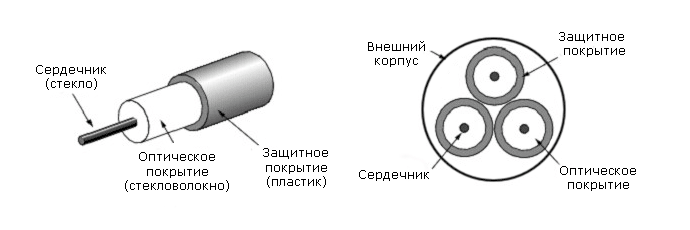 Сердечник
(стекло)
Оптическое
покрытие
(стекловолокно)
Защитное
покрытие
(пластик)
Внешний
корпус
Защитное
покрытие
Сердечник
Оптическое
покрытие